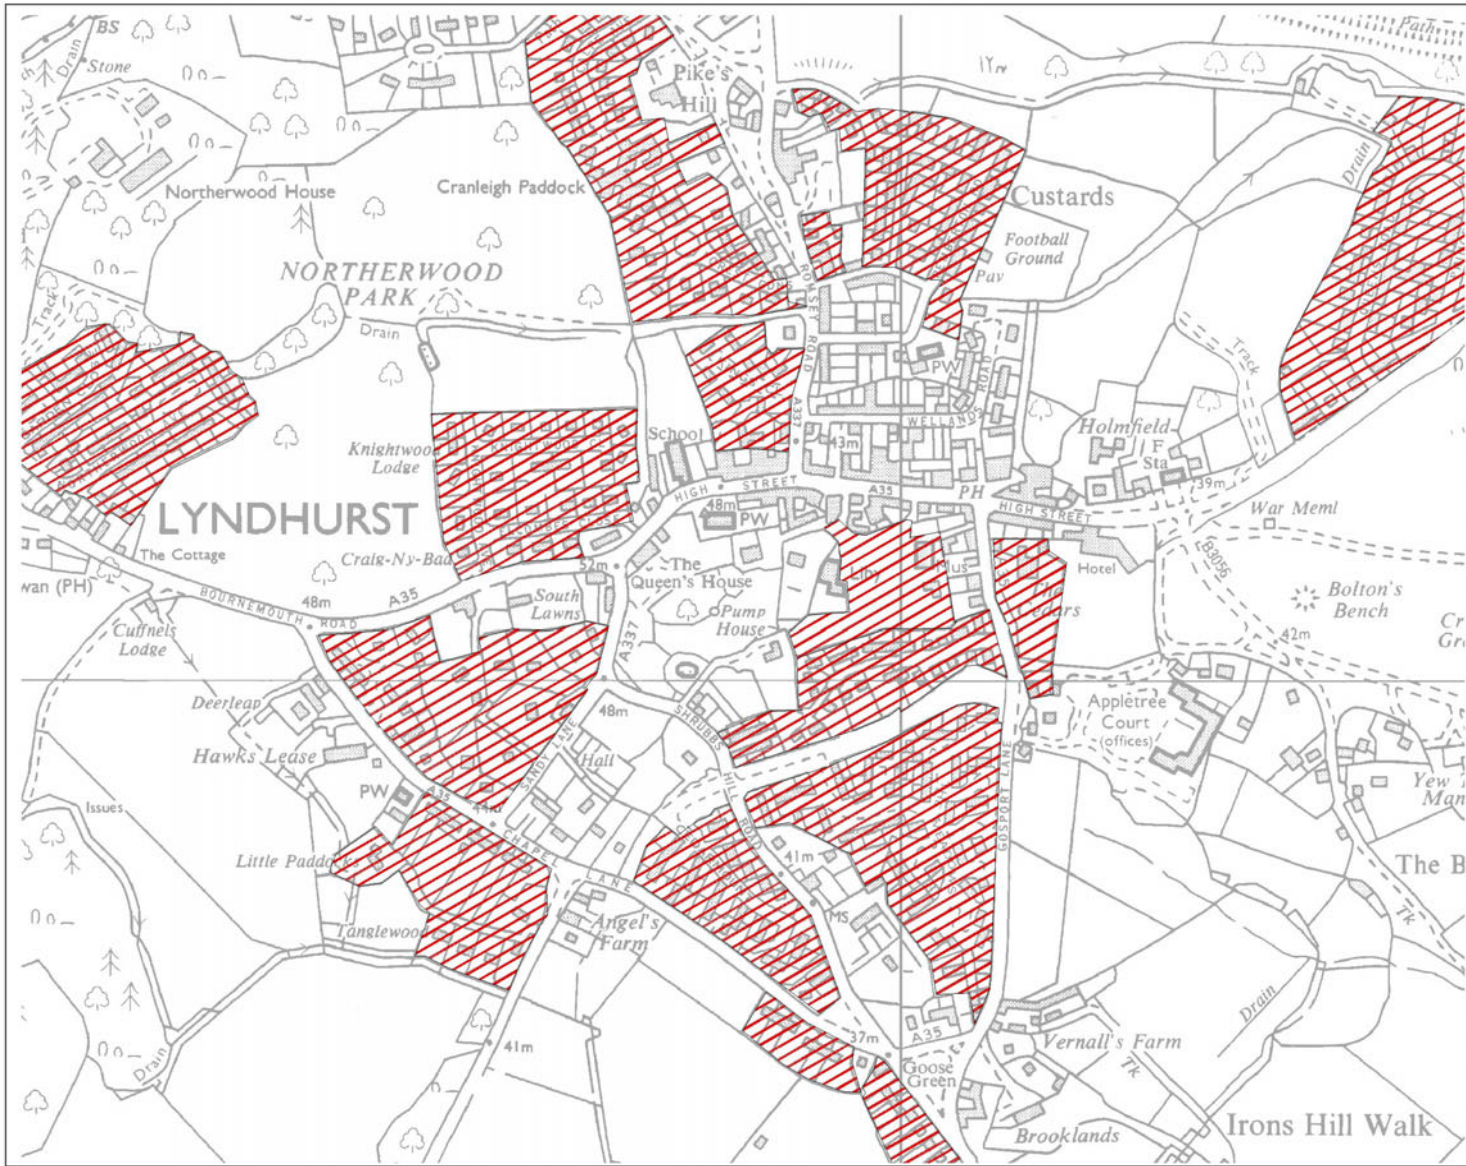 BS
Drain
Stone
Pike's
Hill
Path
Northerwood House
Cranleigh Paddock
Custards
Drain
Football
Ground
Pav
NORTHERWOOD
PARK
ROMSEY
ROAD
Track
Drain
Track
PW
ROAD
A337
WELLANDS
KNIGHTWOOD
Knightwood
Lodge
School
43m
Holmfield
F
Sta
39m
HIGH STREET
A35
PH
HIGH STREET
War Meml
LYNDHURST
48m
PW
The Cottage
Craig-Ny-Baa
52m
The
Queen's House
Liby
Mus
The
Cedars
Hotel
B3056
Bolton's
Bench
wan (PH)
BOURNEMOUTH
ROAD
48m
A35
South
Lawns
Pump
House
A337
42m
Cuffnels
Lodge
Deerleap
48m
SHRUBBS
HILL
ROAD
Appletree
Court
(offices)
Hawks Lease
SANDY LANE
Hall
GOSPORT LANE
Yew
Man
PW
A35
44m
Issues
CHAPEL LANE
Little Paddocks
41m
The B
Tanglewood
Angel's
Farm
MS
Tk
Drain
Drain
41m
37m
A35
Vernall's Farm
Tk
Goose
Green
Brooklands
Irons Hill Walk